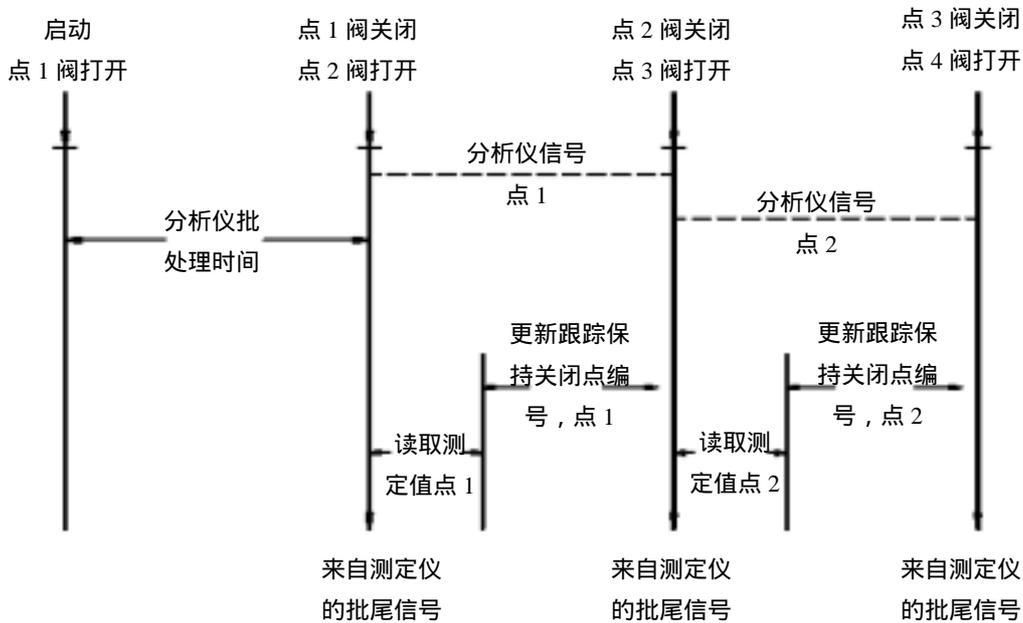 启动
点 1 阀打开
点 1 阀关闭
点 2 阀打开
点 2 阀关闭
点 3 阀打开
点 3 阀关闭
点 4 阀打开
分析仪信号
点 1
分析仪信号
点 2
分析仪批
处理时间
更新跟踪保
持关闭点编
号，点 1
更新跟踪保
持关闭点编
号，点 2
读取测
定值点 1
读取测
定值点 2
来自测定仪
的批尾信号
来自测定仪
的批尾信号
来自测定仪
的批尾信号